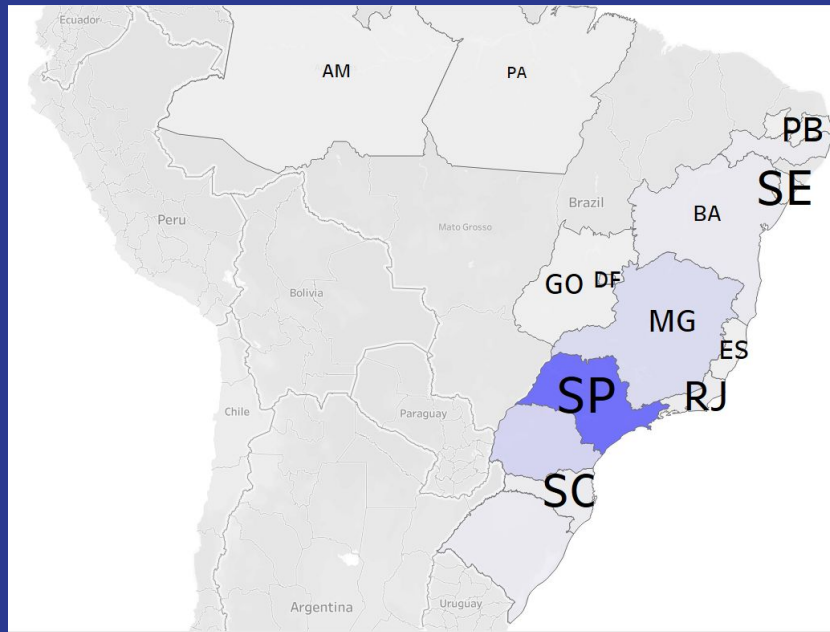 Ecuador
AM
PA
PB
SE
Brazil
BA
Peru
Mato Grosso
GO
DF
Bolivia
MG
ES
SP
RJ
Chile
Paraguay
SC
Argentina
Uruguay